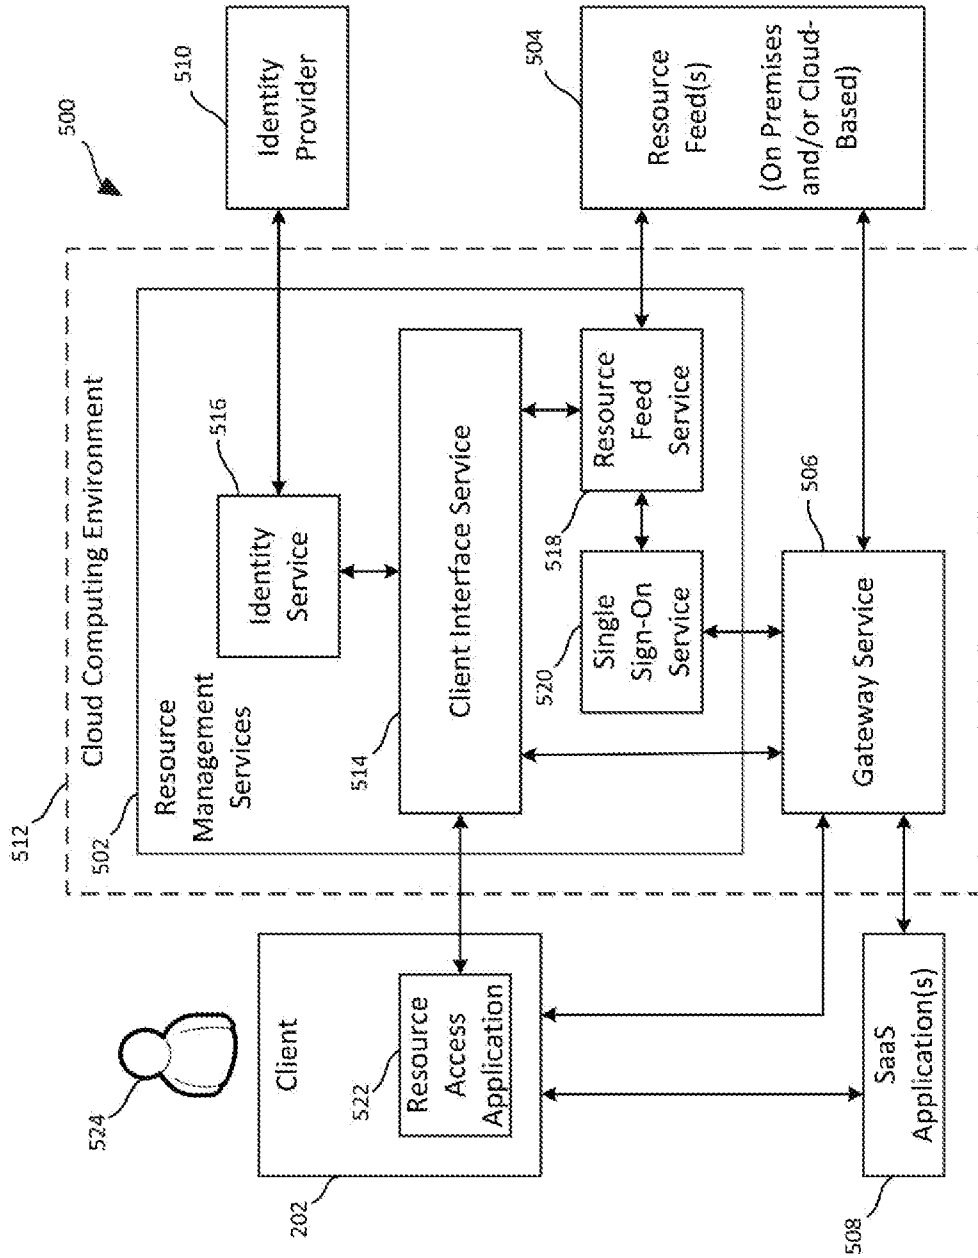 500
512
Cloud Computing Environment
502
Resource
Management
Services
516
Identity
Service
510
Identity
Provider
524
202
Client
522
Resource
Access
Application
514
Client Interface Service
520
Single
Sign-On
Service
518
Resource
Feed
Service
504
Resource
Feed(s)
(On Premises
and/or Cloud-
Based)
508
SaaS
Application(s)
506
Gateway Service